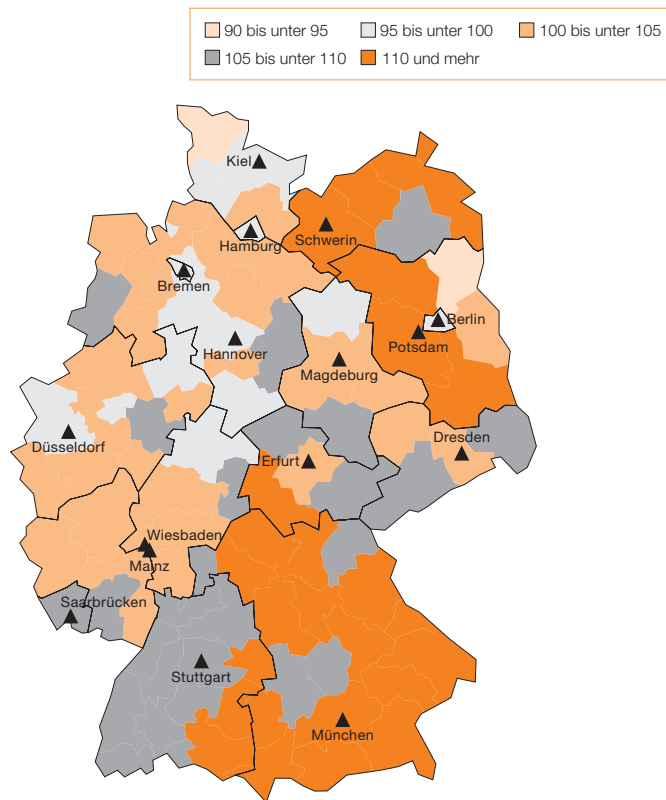 90 bis unter 95
95 bis unter 100
100 bis unter 105
105 bis unter 110
110 und mehr
Kiel
Hamburg
Schwerin
Bremen
Berlin
Hannover
Potsdam
Magdeburg
Düsseldorf
Dresden
Erfurt
Wiesbaden
Mainz
Saarbrücken
Stuttgart
München